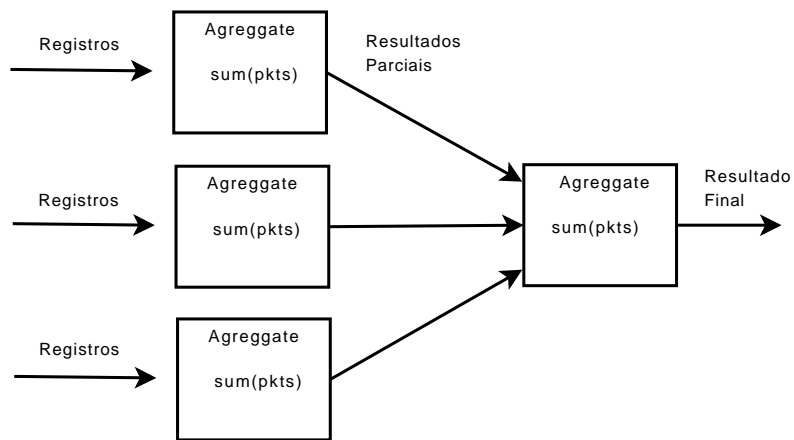 Registros
Agreggate
sum(pkts)
Resultados
Parciais
Registros
Agreggate
sum(pkts)
Agreggate
sum(pkts)
Resultado
Final
Registros
Agreggate
sum(pkts)